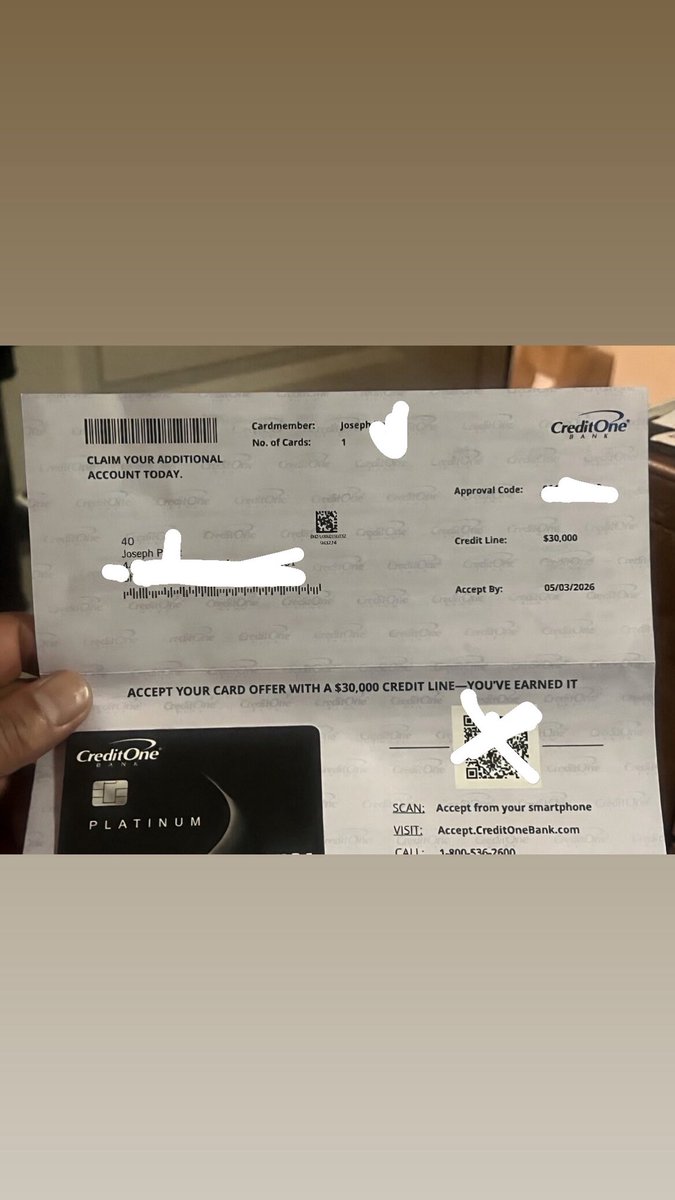 Cardmember: Joseph
No. of Cards: 1
CreditOne
BANK
CLAIM YOUR ADDITIONAL
ACCOUNT TODAY.
Approval Code:
Credit Line: $30,000
Accept By: 05/03/2026
40
Joseph P
ACCEPT YOUR CARD OFFER WITH A $30,000 CREDIT LINE—YOU'VE EARNED IT
CreditOne
BANK
PLATINUM
SCAN: Accept from your smartphone
VISIT: Accept.CreditOneBank.com
CALL: 1-800-536-2600